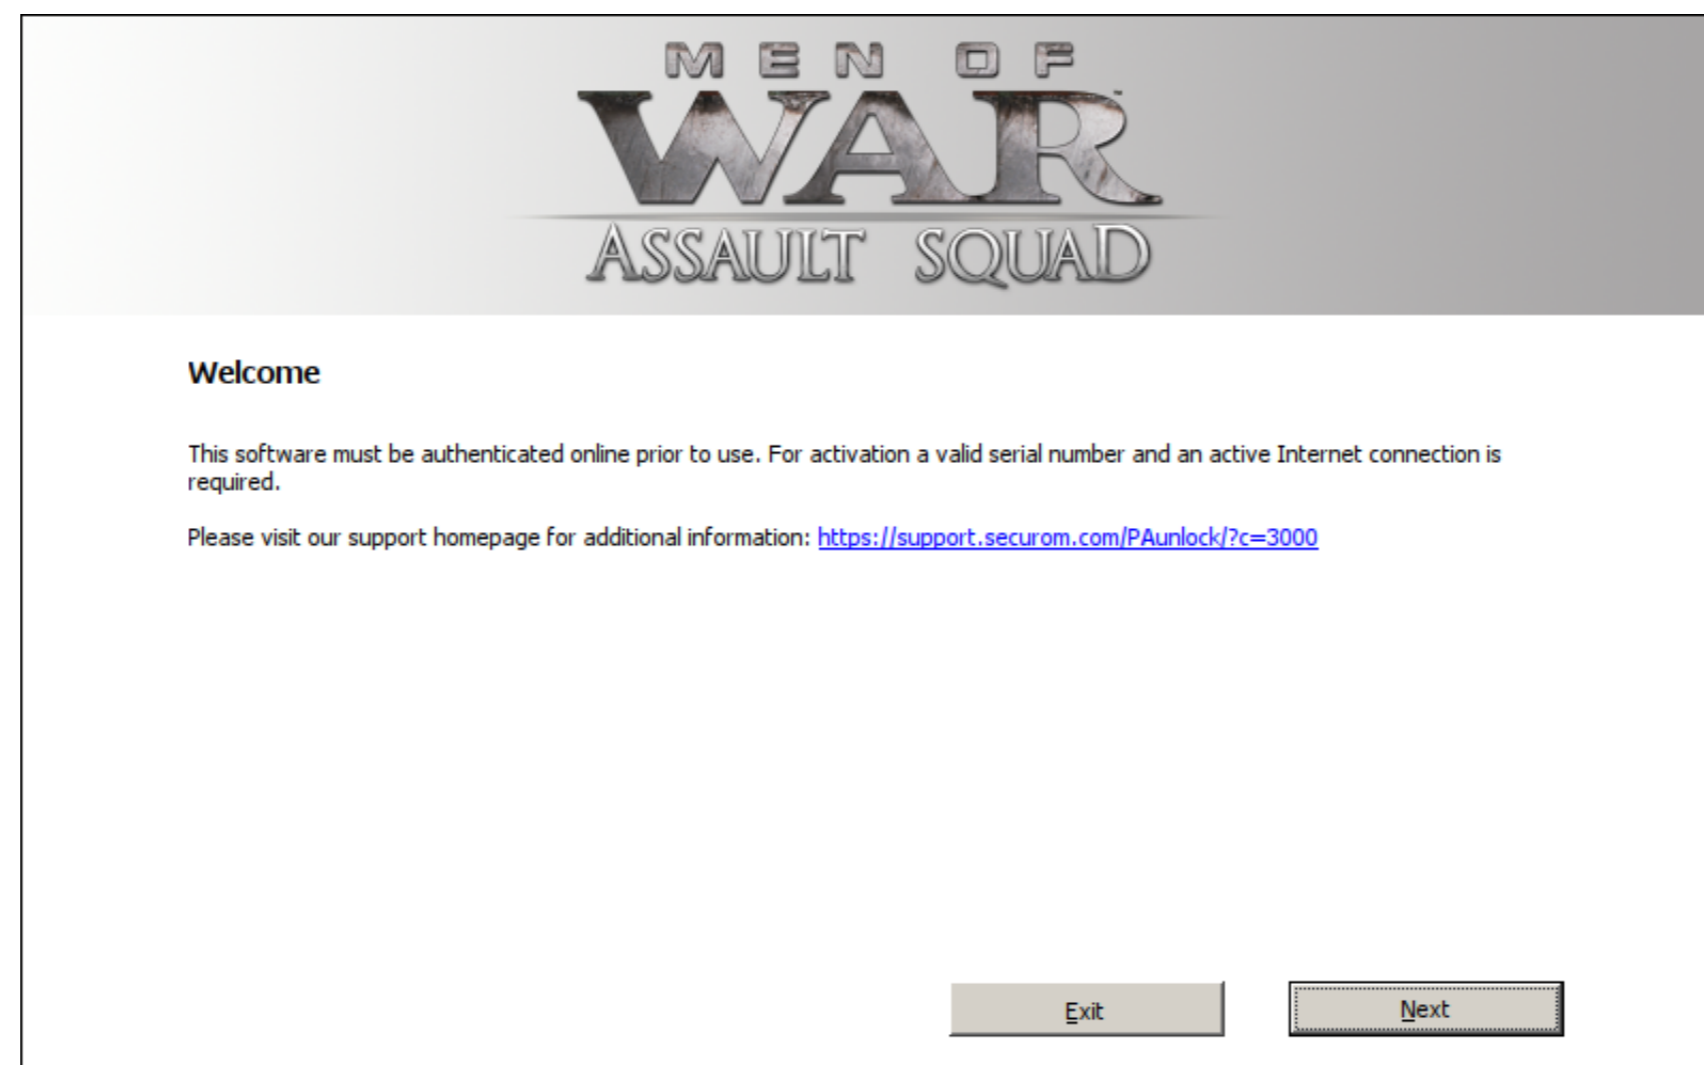 MEN OF
WAR™
ASSAULT SQUAD
Welcome
This software must be authenticated online prior to use. For activation a valid serial number and an active Internet connection is
required.
Please visit our support homepage for additional information: https://support.securom.com/PAunlock/?c=3000
Exit
Next